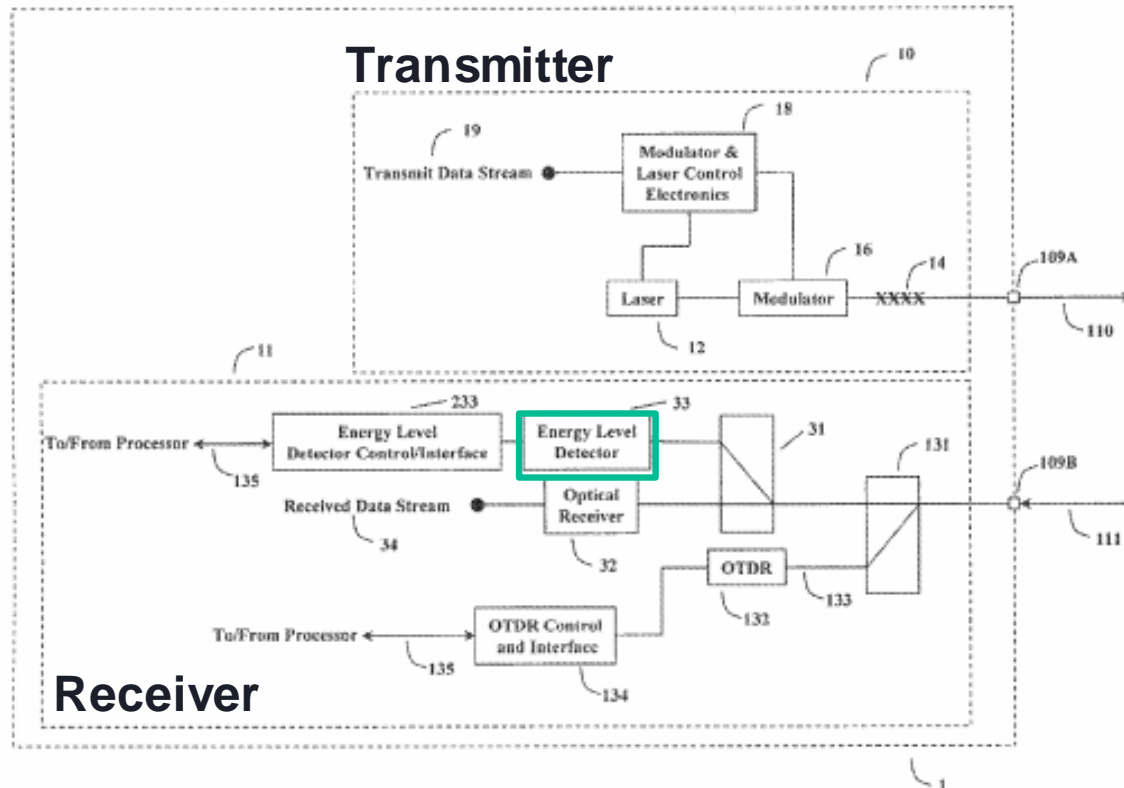 Transmitter
10
19
18
Transmit Data Stream
Modulator &
Laser Control
Electronics
16
14
109A
Laser
Modulator
XXXX
110
12
11
233
33
31
131
To/From Processor
Energy Level
Detector Control/Interface
Energy Level
Detector
109B
135
Received Data Stream
Optical
Receiver
111
34
32
OTDR
133
132
To/From Processor
OTDR Control
and Interface
135
134
Receiver
1